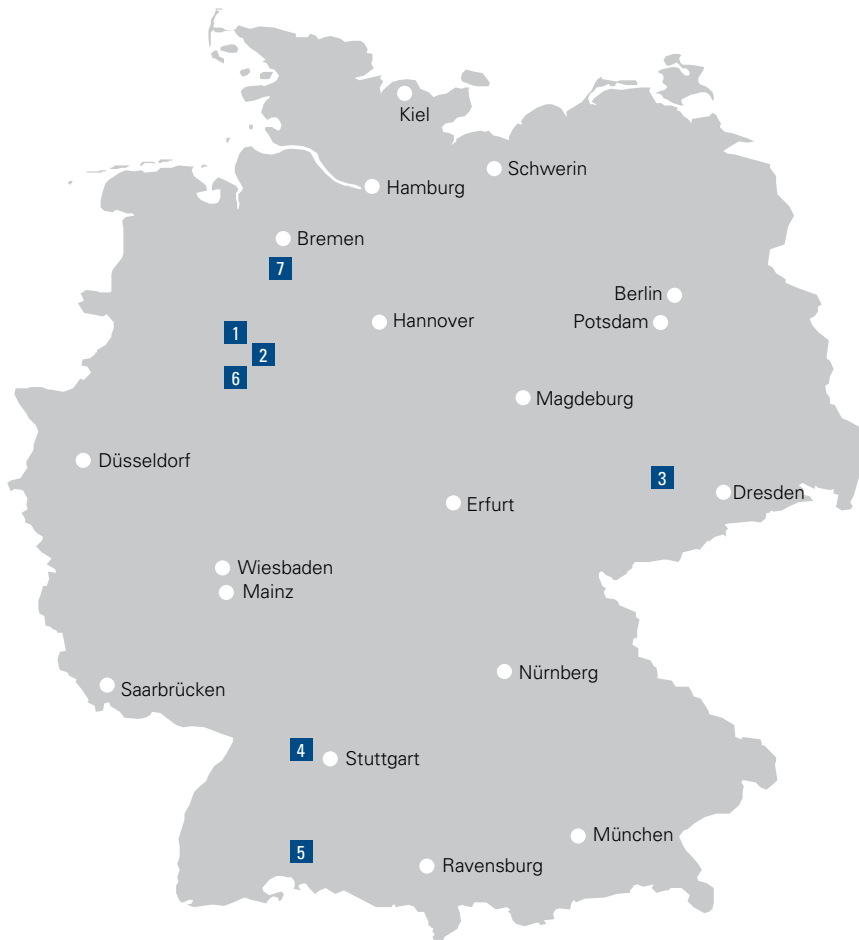 Kiel
Schwerin
Hamburg
Bremen
7
Berlin
Hannover
Potsdam
1
2
6
Magdeburg
Düsseldorf
3
Dresden
Erfurt
Wiesbaden
Mainz
Nürnberg
Saarbrücken
4
Stuttgart
München
5
Ravensburg